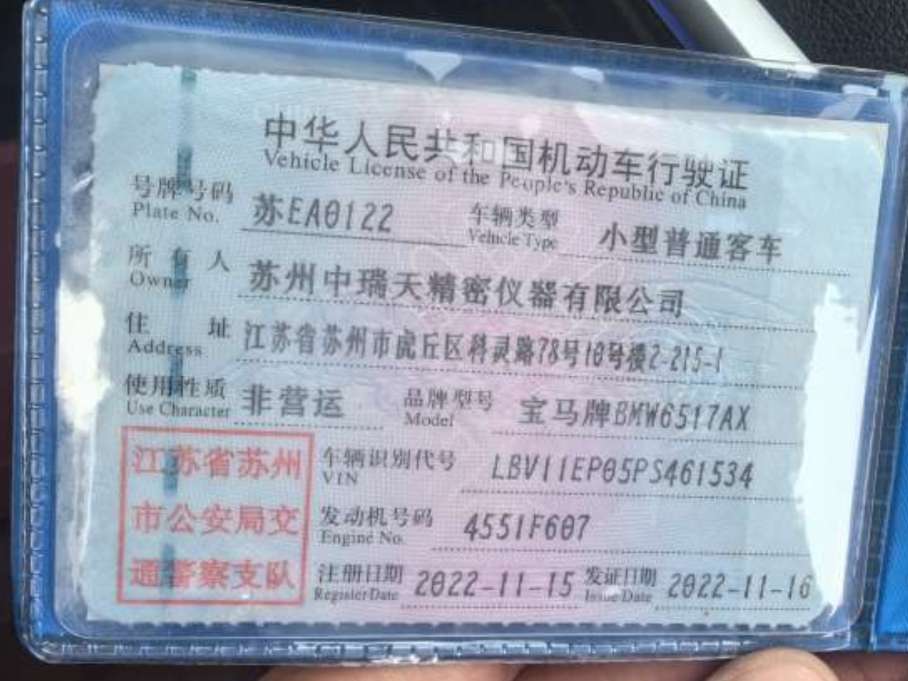 中华人民共和国机动车行驶证
Vehicle License of the People's Republic of China
号牌号码 苏EA0122 车辆类型 小型普通客车
Plate No. Vehicle Type
所有人 苏州中瑞天精密仪器有限公司
Owner
住址 江苏省苏州市虎丘区科灵路78号10号楼2-215-1
Address
使用性质 非营运 品牌型号 宝马牌BMW6517AX
Use Character Model
江苏省苏州
市公安局交
通警察支队
车辆识别代号 LBV11EP05PS461534
VIN
发动机号码 4551F607
Engine No.
注册日期 2022-11-15 发证日期 2022-11-16
Register Date Issue Date